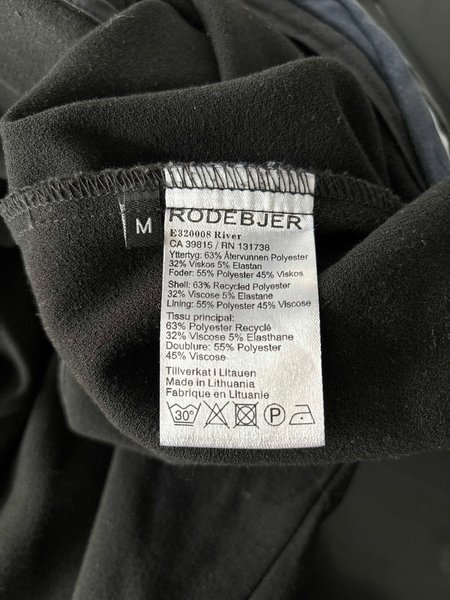 M
RODEBJER
E320008 River
CA 39815 / RN 131738
Yttertyg: 63% Återvunnen Polyester
32% Viskos 5% Elastan
Foder: 55% Polyester 45% Viskos
Shell: 63% Recycled Polyester
32% Viscose 5% Elastane
Lining: 55% Polyester 45% Viscose
Tissu principal:
63% Polyester Recyclé
32% Viscose 5% Elasthane
Doublure: 55% Polyester
45% Viscose
Tillverkat I Litauen
Made in Lithuania
Fabrique en Lituanie
30° P